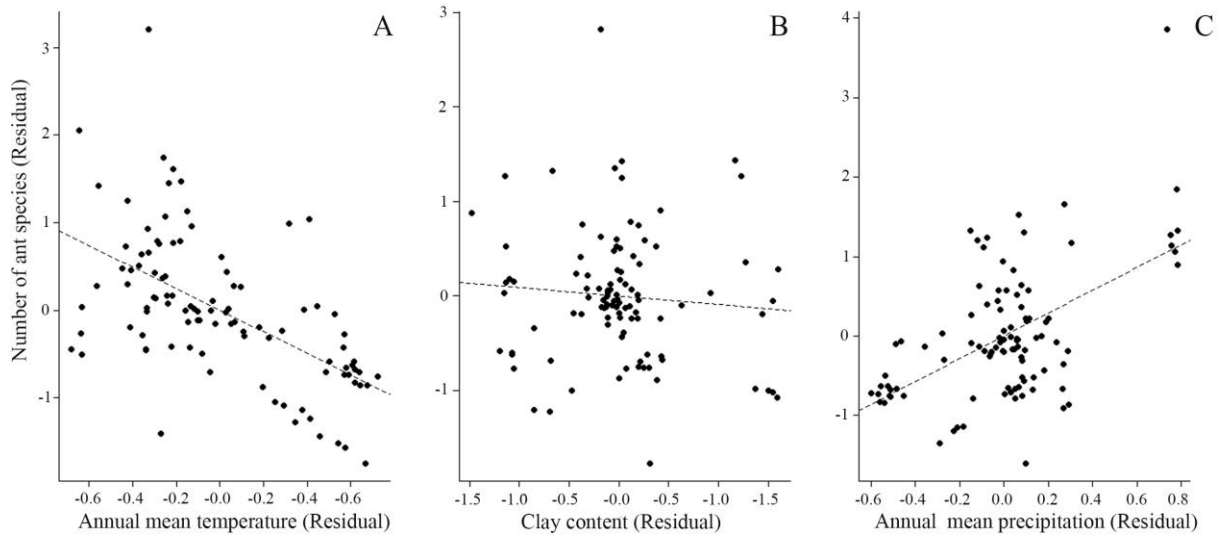 A
B
C
Number of ant species (Residual)
3
2
1
0
-1
3
2
1
0
-1
4
3
2
1
0
-1
-0.6 -0.4 -0.2 -0.0 -0.2 -0.4 -0.6
-1.5 -1.0 -0.5 -0.0 -0.5 -1.0 -1.5
-0.6 -0.4 -0.2 0.0 0.2 0.4 0.6 0.8
Annual mean temperature (Residual)
Clay content (Residual)
Annual mean precipitation (Residual)